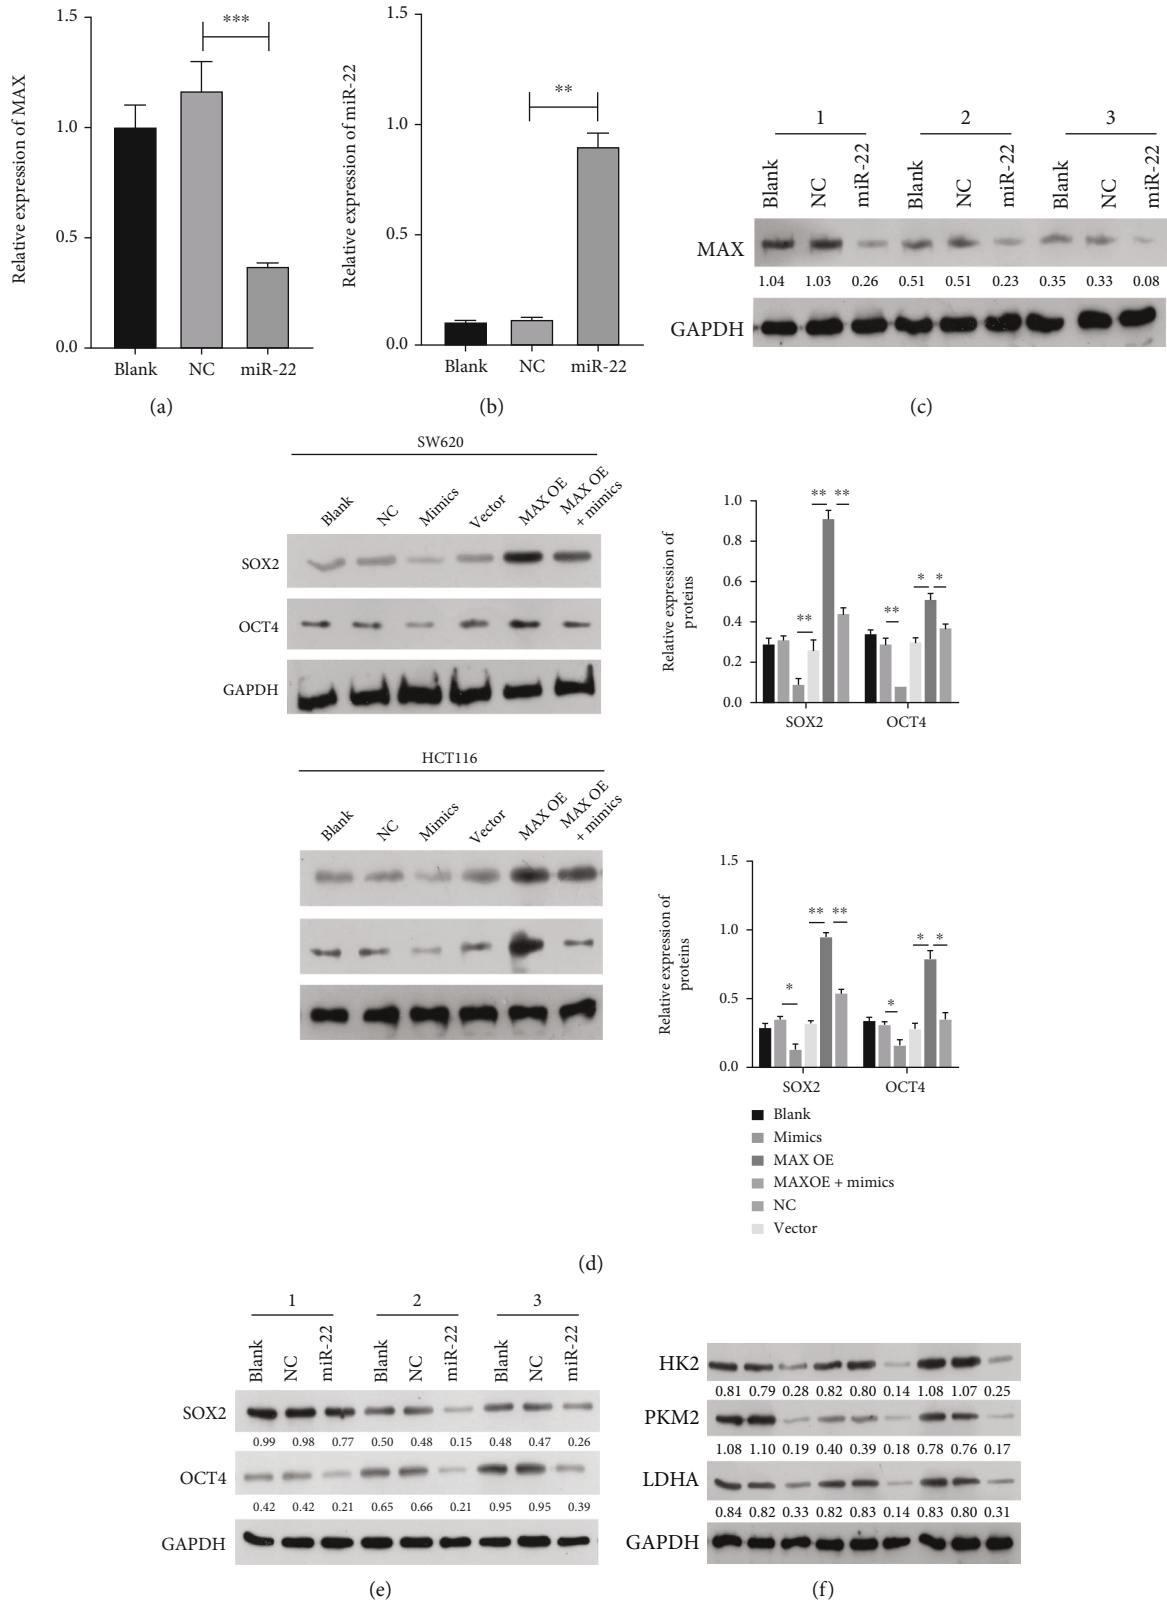 1.5
1.0
0.5
0.0
Relative expression of MAX
***
Blank NC miR-22
(a)
1.5
1.0
0.5
0.0
Relative expression of miR-22
**
Blank NC miR-22
(b)
1 2 3
Blank NC miR-22 Blank NC miR-22 Blank NC miR-22
MAX
1.04 1.03 0.26 0.51 0.51 0.23 0.35 0.33 0.08
GAPDH
(c)
SW620
Blank NC Mimics Vector MAX OE MAX OE + mimics
SOX2
OCT4
GAPDH
1.0
0.8
0.6
0.4
0.2
0.0
Relative expression of
proteins
** ** ** ** * *
SOX2 OCT4
HCT116
Blank NC Mimics Vector MAX OE MAX OE + mimics
1.5
1.0
0.5
0.0
Relative expression of
proteins
* ** ** * * *
SOX2 OCT4
Blank
Mimics
MAX OE
MAXOE + mimics
NC
Vector
(d)
1 2 3
Blank NC miR-22 Blank NC miR-22 Blank NC miR-22
SOX2
0.99 0.98 0.77 0.50 0.48 0.15 0.48 0.47 0.26
OCT4
0.42 0.42 0.21 0.65 0.66 0.21 0.95 0.95 0.39
GAPDH
(e)
HK2
0.81 0.79 0.28 0.82 0.80 0.14 1.08 1.07 0.25
PKM2
1.08 1.10 0.19 0.40 0.39 0.18 0.78 0.76 0.17
LDHA
0.84 0.82 0.33 0.82 0.83 0.14 0.83 0.80 0.31
GAPDH
(f)